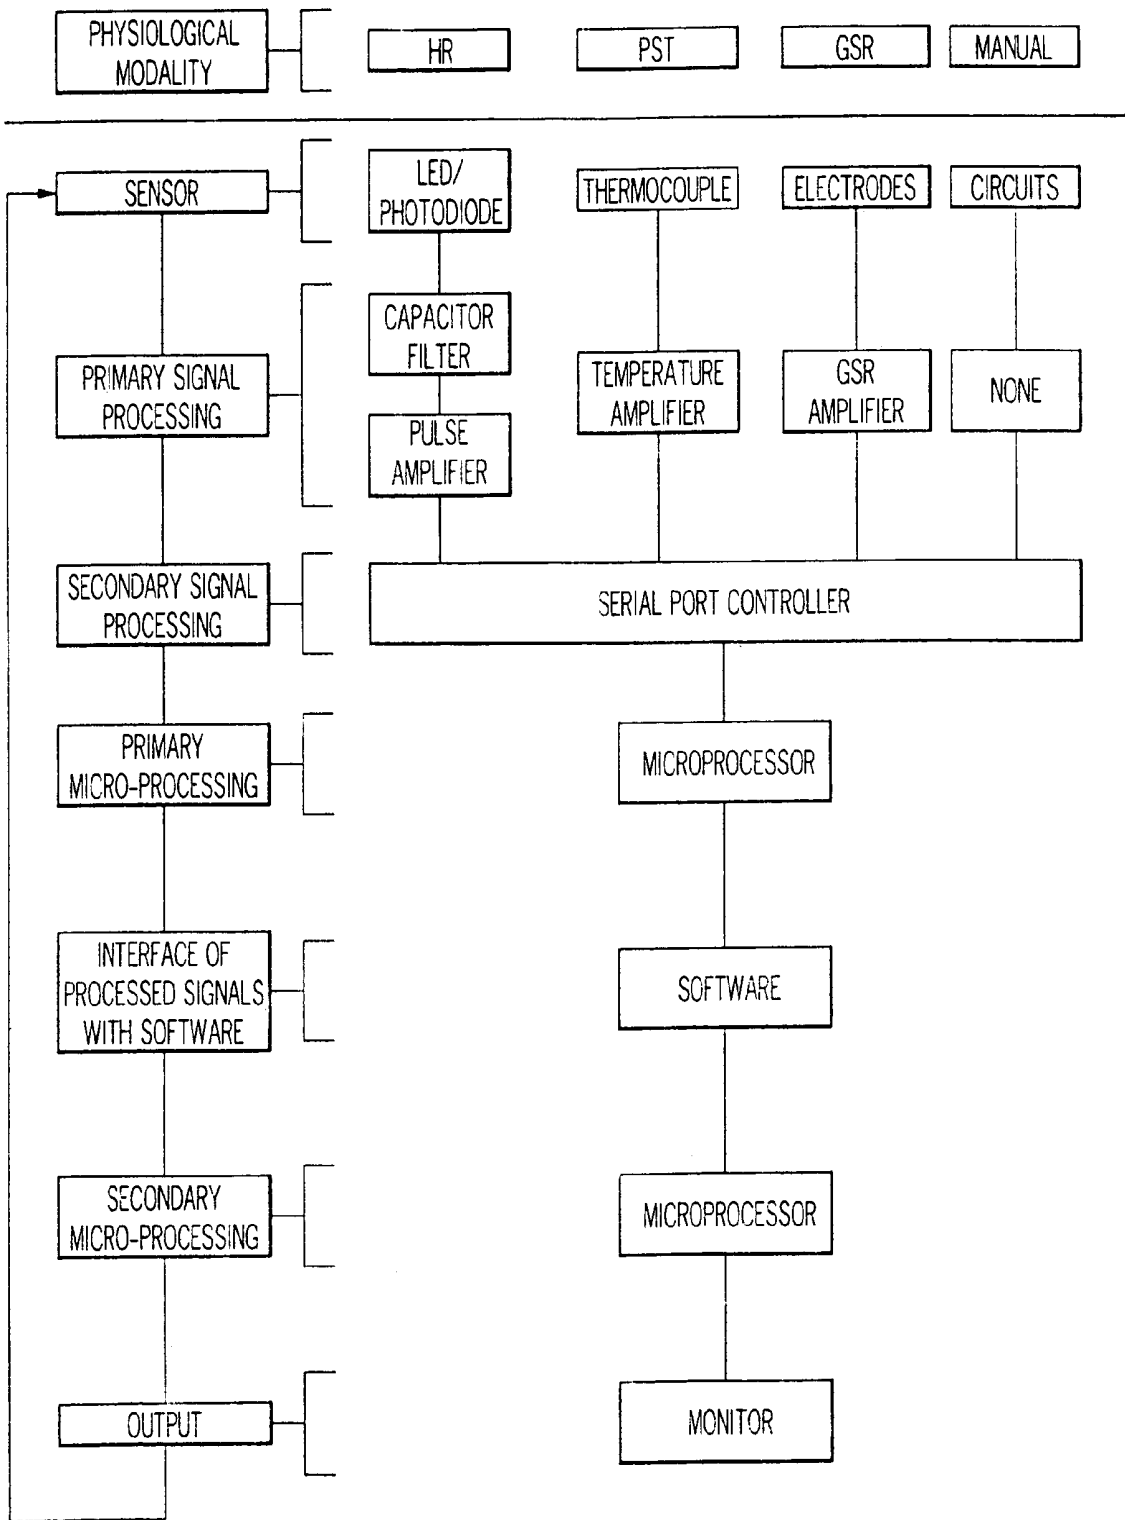 PHYSIOLOGICAL
MODALITY
HR
PST
GSR
MANUAL
SENSOR
LED/
PHOTODIODE
THERMOCOUPLE
ELECTRODES
CIRCUITS
PRIMARY SIGNAL
PROCESSING
CAPACITOR
FILTER
PULSE
AMPLIFIER
TEMPERATURE
AMPLIFIER
GSR
AMPLIFIER
NONE
SECONDARY SIGNAL
PROCESSING
SERIAL PORT CONTROLLER
PRIMARY
MICRO-PROCESSING
MICROPROCESSOR
INTERFACE OF
PROCESSED SIGNALS
WITH SOFTWARE
SOFTWARE
SECONDARY
MICRO-PROCESSING
MICROPROCESSOR
OUTPUT
MONITOR